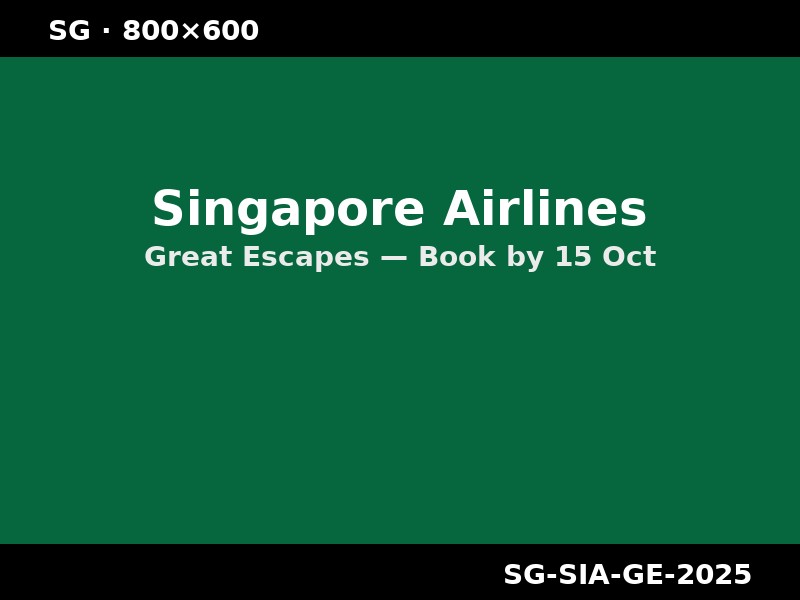 SG · 800×600
Singapore Airlines
Great Escapes — Book by 15 Oct
SG-SIA-GE-2025